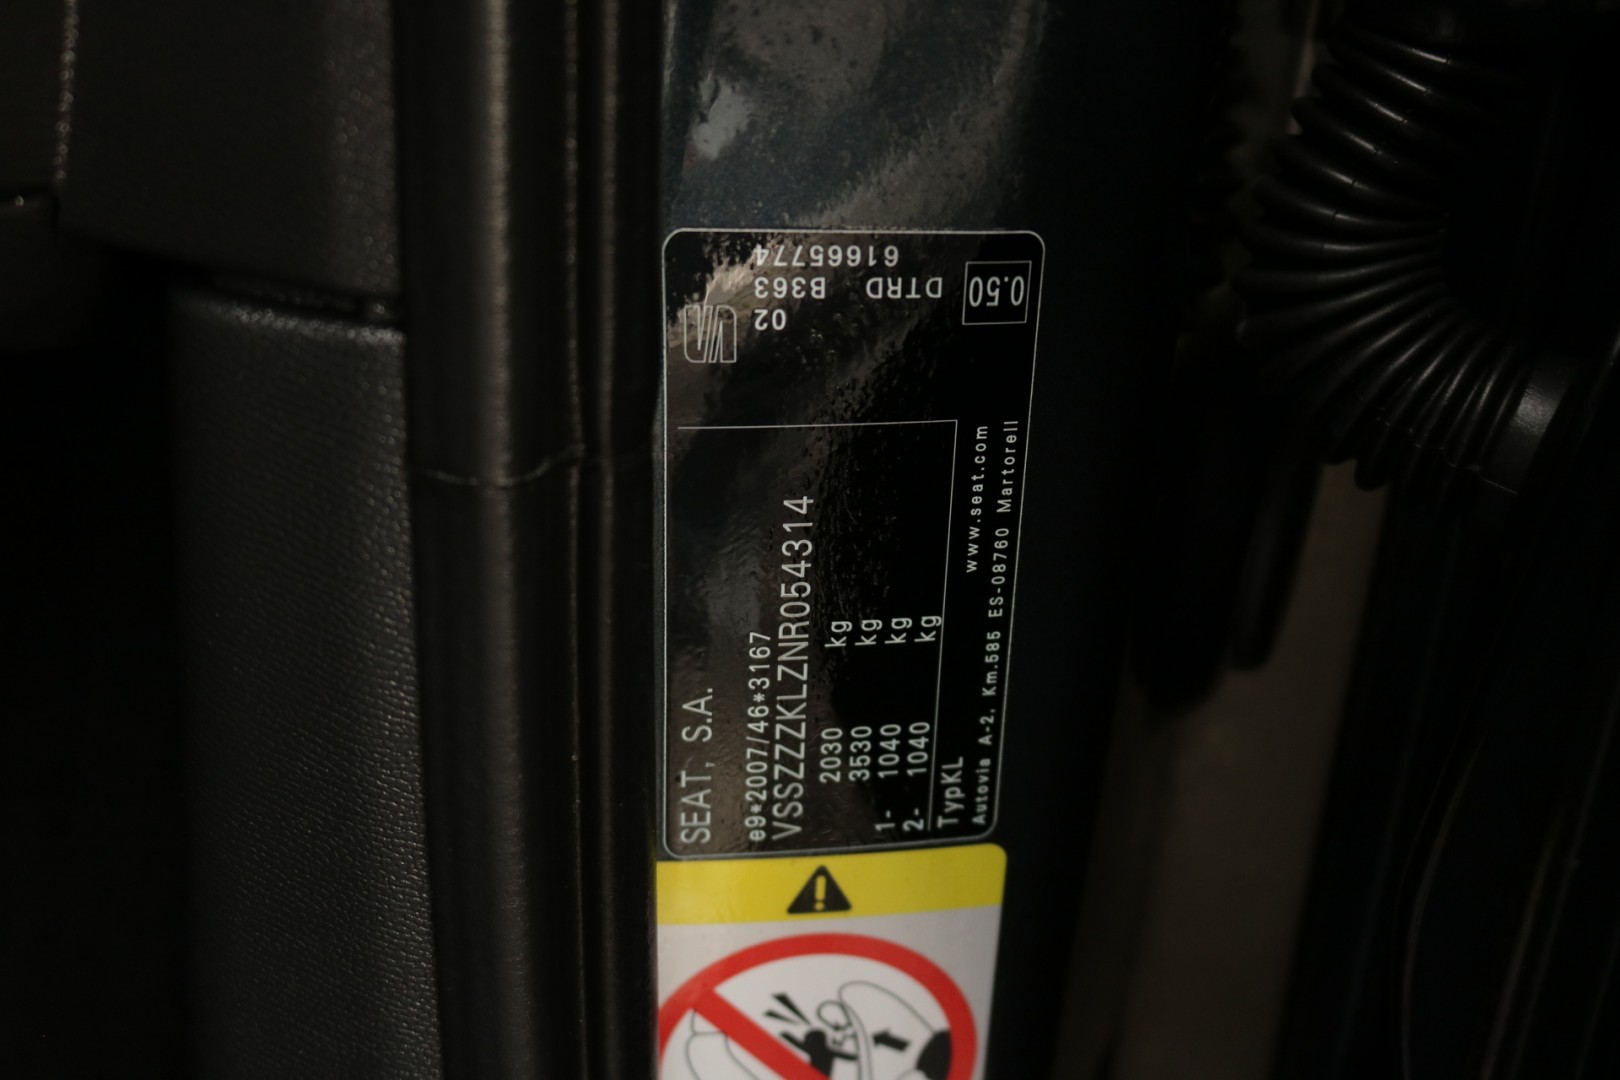 SEAT, S.A.
e9*2007/46*3167
VSSZZZKLZNR054314
2030 kg
3530 kg
1- 1040 kg
2- 1040 kg
TypKL
www.seat.com
Autovia A-2, Km.585 ES-08760 Martorell
61665774
DTRD B363
02
0.50